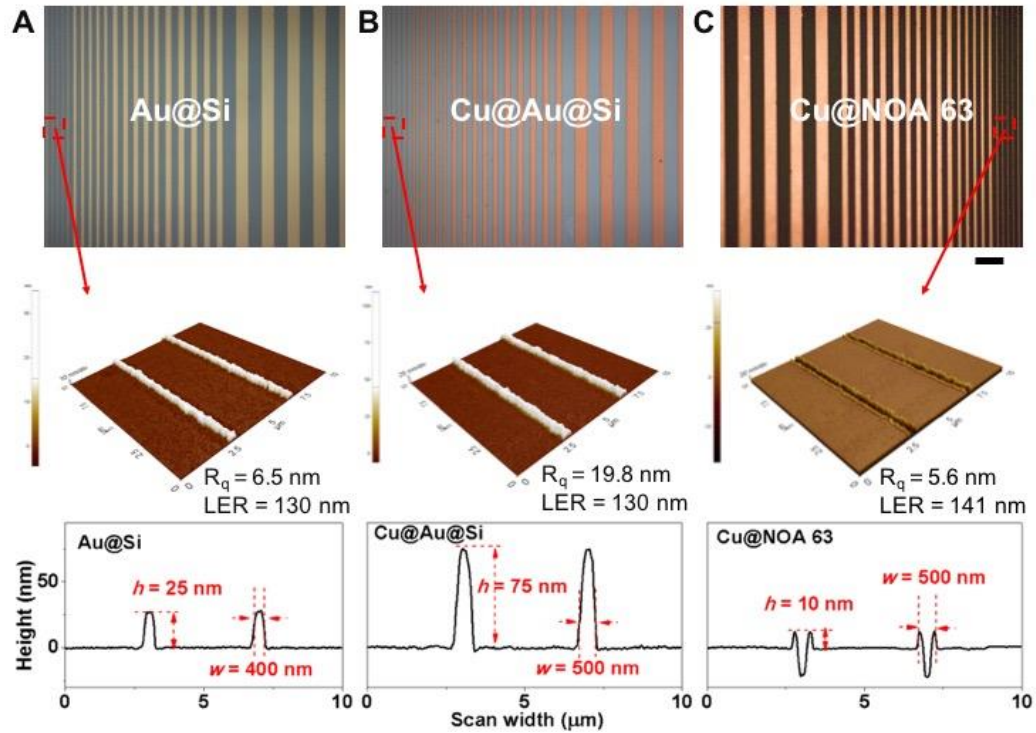 A
B
C
Au@Si
Cu@Au@Si
Cu@NOA 63
Rq = 6.5 nm
LER = 130 nm
Rq = 19.8 nm
LER = 130 nm
Rq = 5.6 nm
LER = 141 nm
Au@Si
Cu@Au@Si
Cu@NOA 63
h = 25 nm
w = 400 nm
h = 75 nm
w = 500 nm
h = 10 nm
w = 500 nm
Height (nm)
50
0
0 5 10
0 5 10
0 5 10
Scan width (μm)